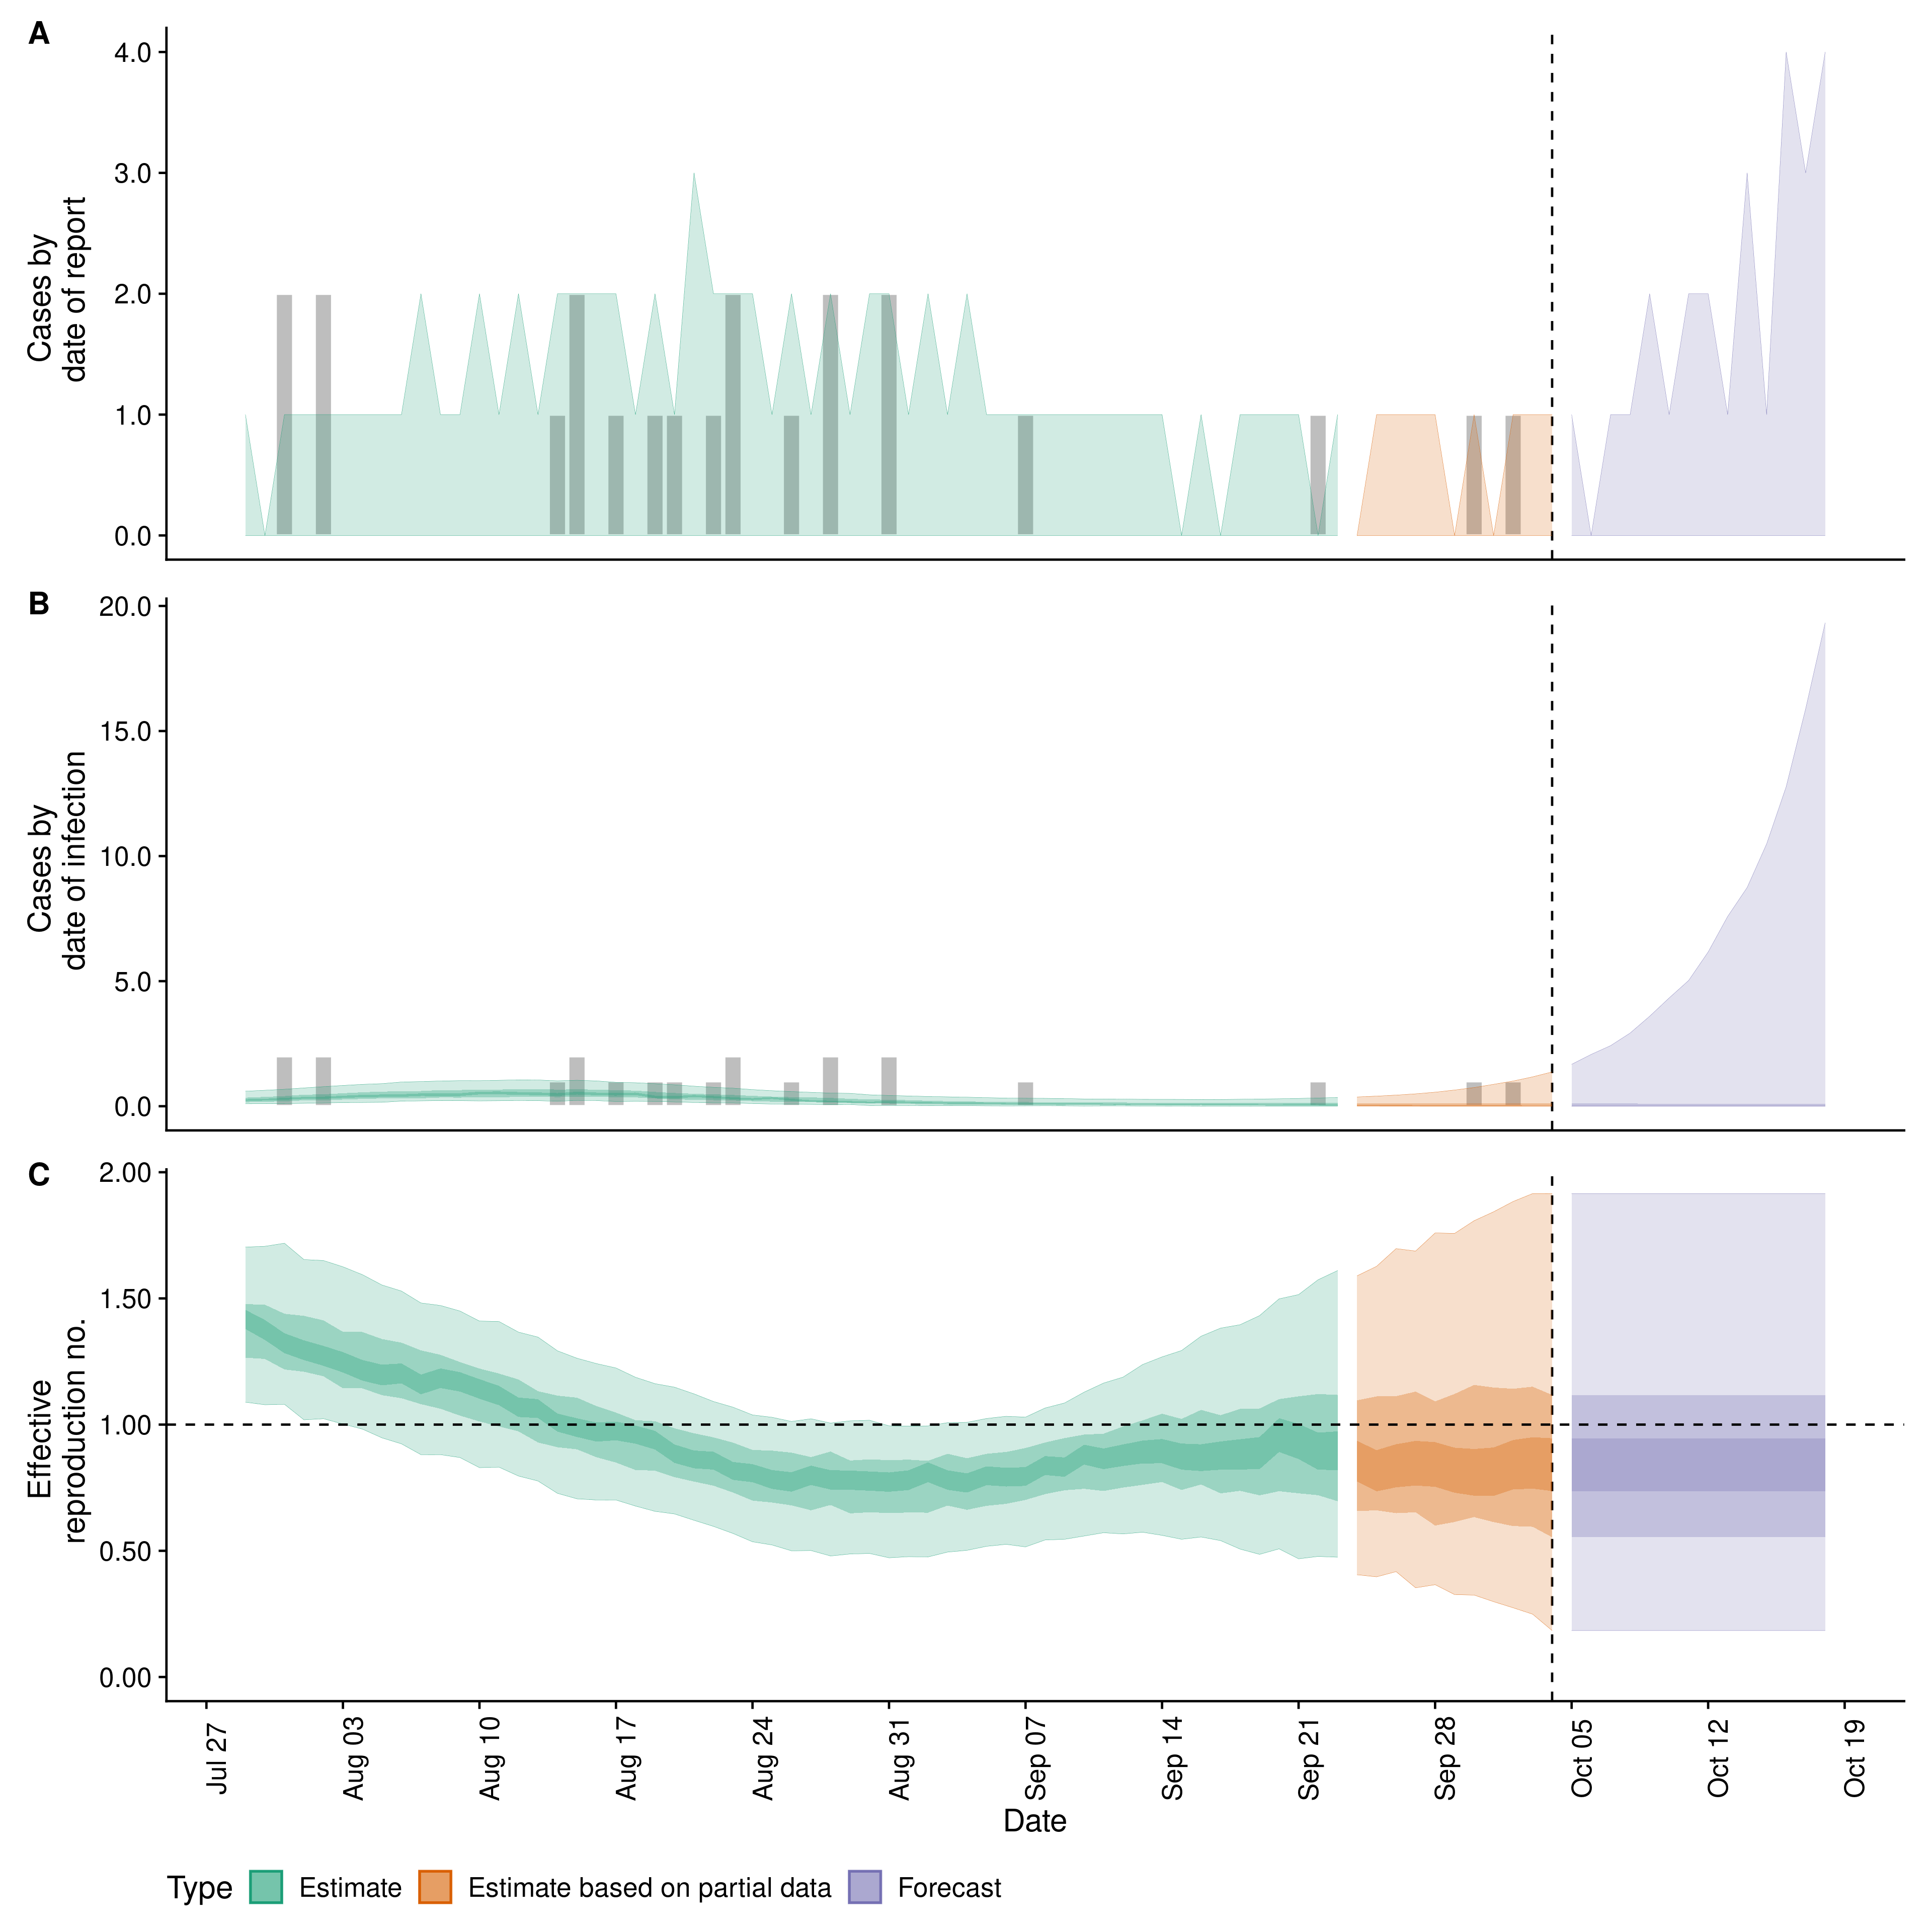 A
Cases by
date of report
4.0
3.0
2.0
1.0
0.0
B
Cases by
date of infection
20.0
15.0
10.0
5.0
0.0
C
Effective
reproduction no.
2.00
1.50
1.00
0.50
0.00
Jul 27
Aug 03
Aug 10
Aug 17
Aug 24
Aug 31
Sep 07
Sep 14
Sep 21
Sep 28
Oct 05
Oct 12
Oct 19
Date
Type Estimate Estimate based on partial data Forecast